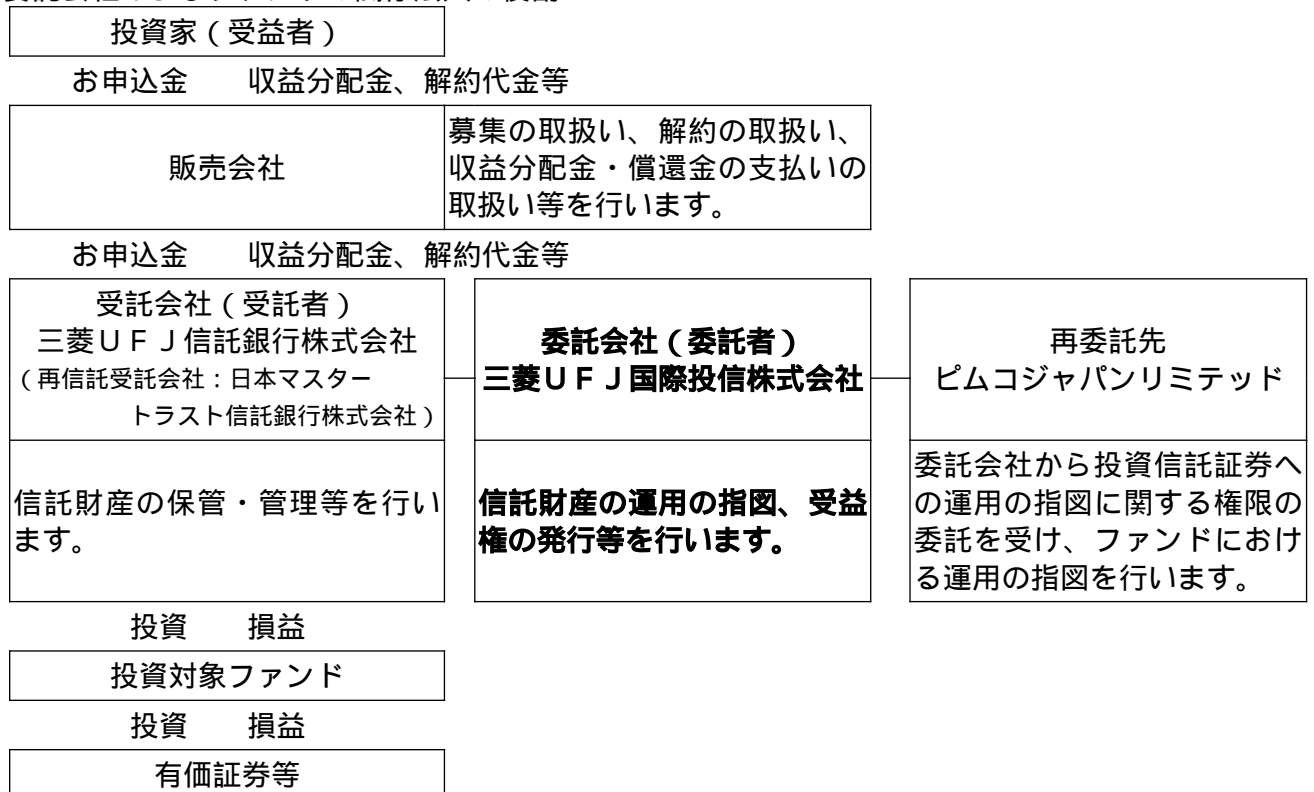 投資家（受益者）
お申込金　収益分配金、解約代金等
販売会社
募集の取扱い、解約の取扱い、
収益分配金・償還金の支払いの
取扱い等を行います。
お申込金　収益分配金、解約代金等
受託会社（受託者）
三菱ＵＦＪ信託銀行株式会社
（再信託受託会社：日本マスター
トラスト信託銀行株式会社）
委託会社（委託者）
三菱ＵＦＪ国際投信株式会社
再委託先
ピムコジャパンリミテッド
信託財産の保管・管理等を行い
ます。
信託財産の運用の指図、受益
権の発行等を行います。
委託会社から投資信託証券へ
の運用の指図に関する権限の
委託を受け、ファンドにおけ
る運用の指図を行います。
投資　損益
投資対象ファンド
投資　損益
有価証券等